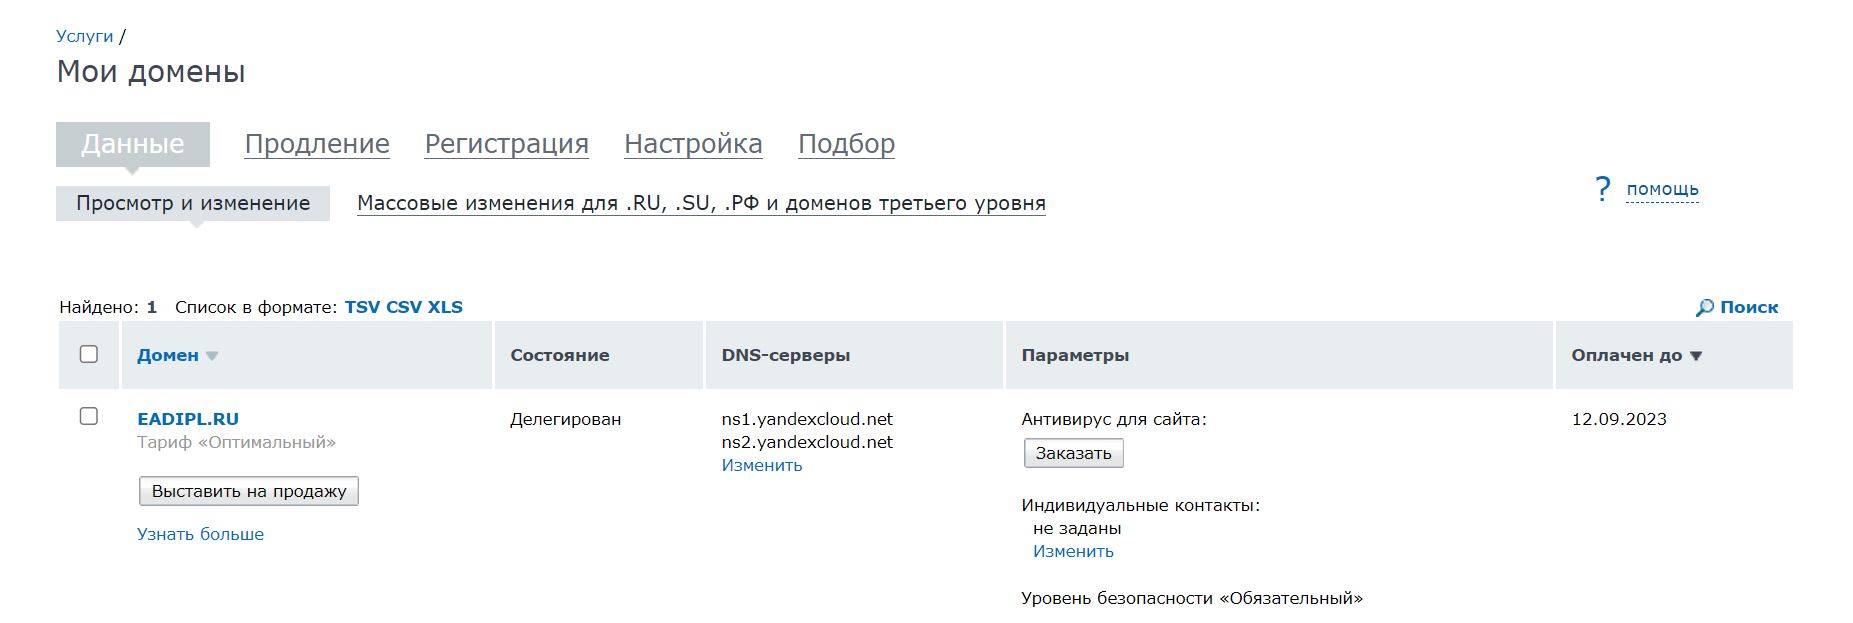 Услуги /
Мои домены
Данные Продление Регистрация Настройка Подбор
Просмотр и изменение Массовые изменения для .RU, .SU, .РФ и доменов третьего уровня
? помощь
Найдено: 1 Список в формате: TSV CSV XLS Поиск
Домен Состояние DNS-серверы Параметры Оплачен до
EADIPL.RU Делегирован ns1.yandexcloud.net Антивирус для сайта: 12.09.2023
Тариф «Оптимальный» ns2.yandexcloud.net
Изменить Заказать
Выставить на продажу Индивидуальные контакты:
не заданы
Узнать больше Изменить
Уровень безопасности «Обязательный»